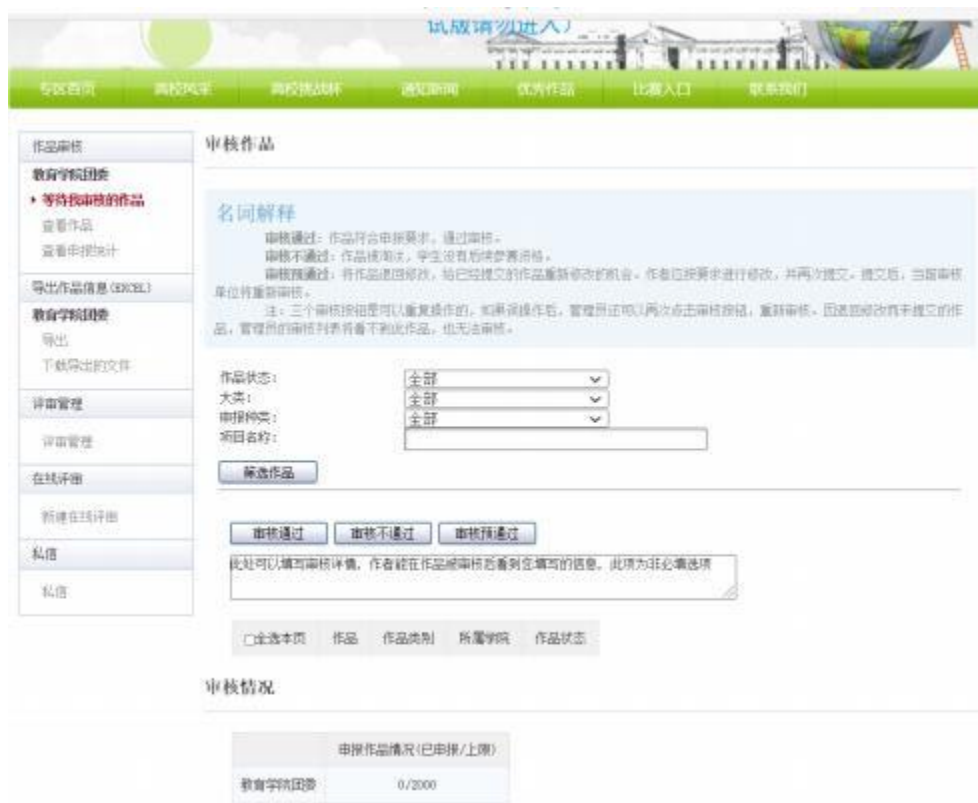 试版请勿进入）
专区首页 高校风采 高校挑战杯 通知新闻 优秀作品 比赛入口 联系我们
作品审核
教育学院团委
等待我审核的作品
查看作品
查看申报统计
导出作品信息(EXCEL)
教育学院团委
导出
下载导出的文件
评审管理
评审管理
在线评审
新建在线评审
私信
私信
审核作品
名词解释
审核通过：作品符合申报要求，通过审核。
审核不通过：作品被淘汰，学生没有后续参赛资格。
审核预通过：将作品退回修改，给已经提交的作品重新修改的机会。作者应按要求进行修改，并再次提交。提交后，当前审核
单位将重新审核。
注：三个审核按钮是可以重复操作的，如果误操作后，管理员还可以再次点击审核按钮，重新审核。因退回修改而未提交的作
品，管理员的审核列表将看不到此作品，也无法审核。
作品状态： 全部
大类： 全部
申报种类： 全部
项目名称：
筛选作品
审核通过 审核不通过 审核预通过
此处可以填写审核详情，作者能在作品被审核后看到您填写的信息，此项为非必填选项
全选本页 作品 作品类别 所属学院 作品状态
审核情况
申报作品情况(已申报/上限)
教育学院团委 0/2000